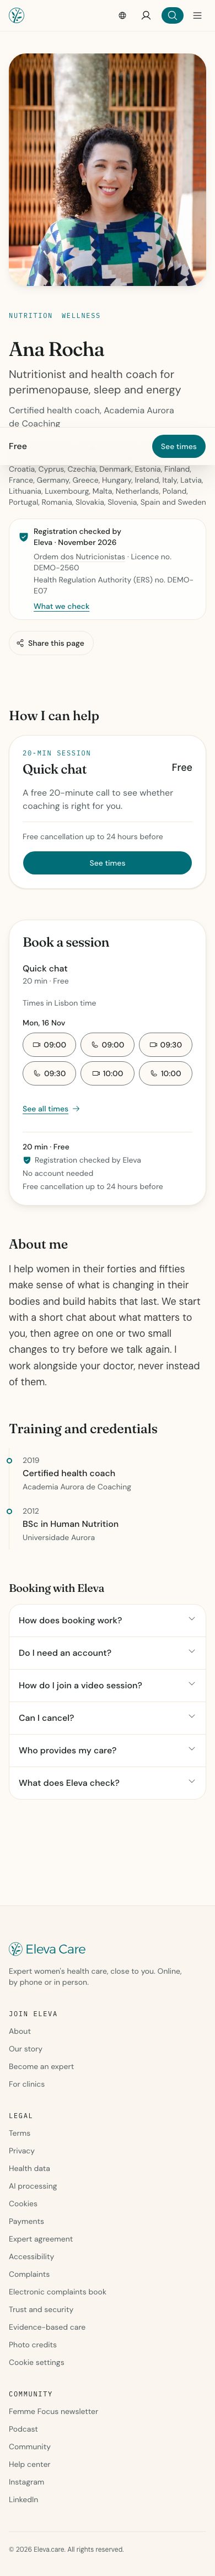 NUTRITION WELLNESS
Ana Rocha
Nutritionist and health coach for
perimenopause, sleep and energy
Certified health coach, Academia Aurora
de Coaching
Free
See times
Croatia, Cyprus, Czechia, Denmark, Estonia, Finland,
France, Germany, Greece, Hungary, Ireland, Italy, Latvia,
Lithuania, Luxembourg, Malta, Netherlands, Poland,
Portugal, Romania, Slovakia, Slovenia, Spain and Sweden
Registration checked by
Eleva · November 2026
Ordem dos Nutricionistas · Licence no.
DEMO-2560
Health Regulation Authority (ERS) no. DEMO-
E07
What we check
Share this page
How I can help
20-MIN SESSION
Quick chat
Free
A free 20-minute call to see whether
coaching is right for you.
Free cancellation up to 24 hours before
See times
Book a session
Quick chat
20 min · Free
Times in Lisbon time
Mon, 16 Nov
09:00
09:00
09:30
09:30
10:00
10:00
See all times
20 min · Free
Registration checked by Eleva
No account needed
Free cancellation up to 24 hours before
About me
I help women in their forties and fifties
make sense of what is changing in their
bodies and build habits that last. We start
with a short chat about what matters to
you, then agree on one or two small
changes to try before we talk again. I
work alongside your doctor, never instead
of them.
Training and credentials
2019
Certified health coach
Academia Aurora de Coaching
2012
BSc in Human Nutrition
Universidade Aurora
Booking with Eleva
How does booking work?
Do I need an account?
How do I join a video session?
Can I cancel?
Who provides my care?
What does Eleva check?
Eleva Care
Expert women's health care, close to you. Online,
by phone or in person.
JOIN ELEVA
About
Our story
Become an expert
For clinics
LEGAL
Terms
Privacy
Health data
AI processing
Cookies
Payments
Expert agreement
Accessibility
Complaints
Electronic complaints book
Trust and security
Evidence-based care
Photo credits
Cookie settings
COMMUNITY
Femme Focus newsletter
Podcast
Community
Help center
Instagram
LinkedIn
© 2026 Eleva.care. All rights reserved.